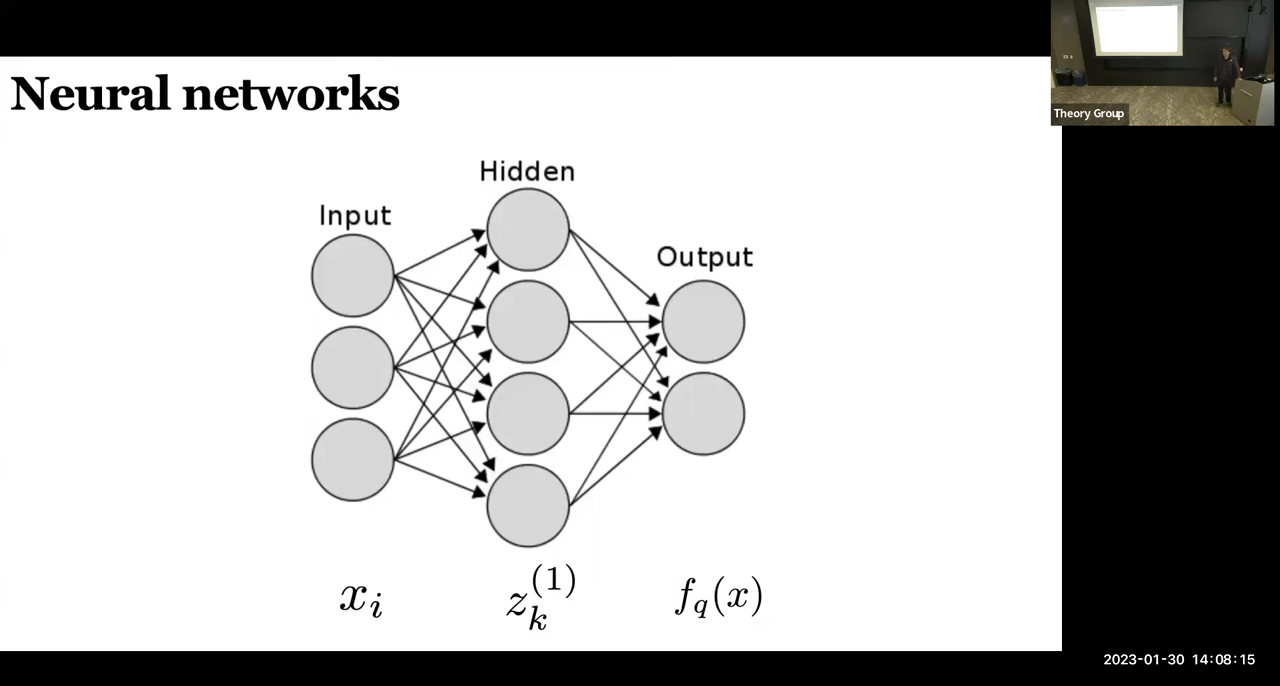 Neural networks
Theory Group
Hidden
Input
Output
x_i
z_k^{(1)}
f_q(x)
2023-01-30 14:08:15